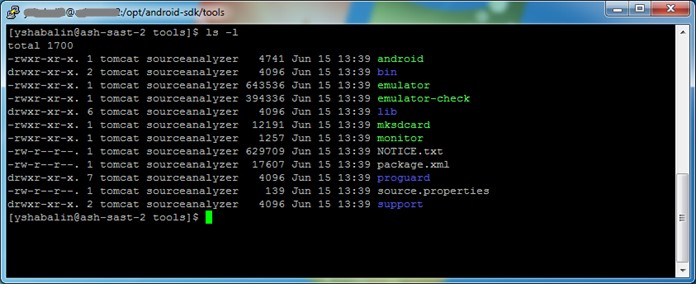 :/opt/android-sdk/tools
[yshabalin@ash-sast-2 tools]$ ls -l
total 1700
-rwxr-xr-x. 1 tomcat sourceanalyzer   4741 Jun 15 13:39 android
drwxr-xr-x. 2 tomcat sourceanalyzer   4096 Jun 15 13:39 bin
-rwxr-xr-x. 1 tomcat sourceanalyzer 643536 Jun 15 13:39 emulator
-rwxr-xr-x. 1 tomcat sourceanalyzer 394336 Jun 15 13:39 emulator-check
drwxr-xr-x. 6 tomcat sourceanalyzer   4096 Jun 15 13:39 lib
-rwxr-xr-x. 1 tomcat sourceanalyzer  12191 Jun 15 13:39 mksdcard
-rwxr-xr-x. 1 tomcat sourceanalyzer   1257 Jun 15 13:39 monitor
-rw-r--r--. 1 tomcat sourceanalyzer 629709 Jun 15 13:39 NOTICE.txt
-rw-r--r--. 1 tomcat sourceanalyzer  17607 Jun 15 13:39 package.xml
drwxr-xr-x. 7 tomcat sourceanalyzer   4096 Jun 15 13:39 proguard
-rw-r--r--. 1 tomcat sourceanalyzer    139 Jun 15 13:39 source.properties
drwxr-xr-x. 2 tomcat sourceanalyzer   4096 Jun 15 13:39 support
[yshabalin@ash-sast-2 tools]$